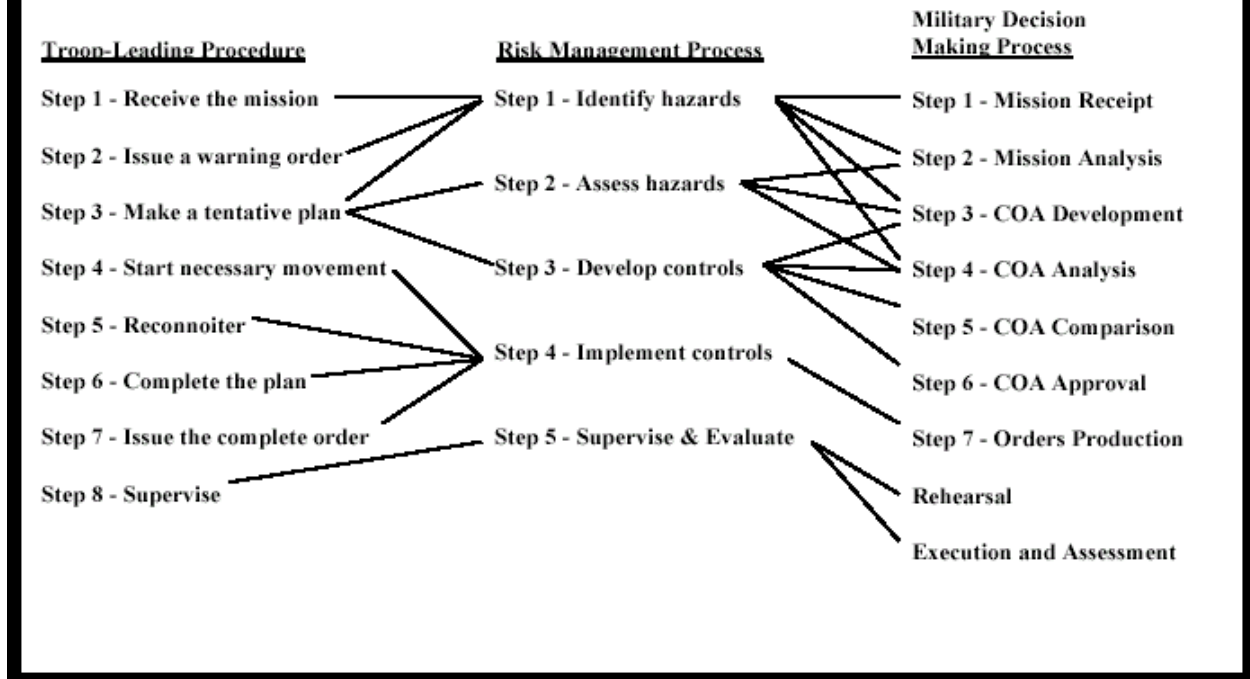 Military Decision
Troop-Leading Procedure Risk Management Process Making Process
Step 1 - Receive the mission Step 1 - Identify hazards Step 1 - Mission Receipt
Step 2 - Issue a warning order Step 2 - Mission Analysis
Step 2 - Assess hazards
Step 3 - Make a tentative plan Step 3 - COA Development
Step 4 - Start necessary movement Step 3 - Develop controls Step 4 - COA Analysis
Step 5 - Reconnoiter Step 5 - COA Comparison
Step 4 - Implement controls
Step 6 - Complete the plan Step 6 - COA Approval
Step 7 - Issue the complete order Step 5 - Supervise & Evaluate Step 7 - Orders Production
Step 8 - Supervise Rehearsal
Execution and Assessment